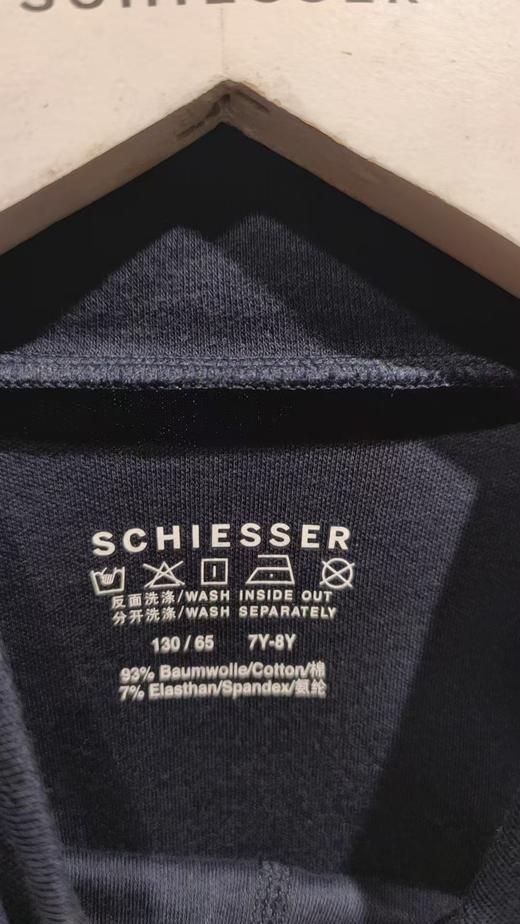 SCHIESSER
SCHIESSER
反面洗涤/WASH INSIDE OUT
分开洗涤/WASH SEPARATELY
130 / 65 7Y-8Y
93% Baumwolle/Cotton/棉
7% Elasthan/Spandex/氨纶